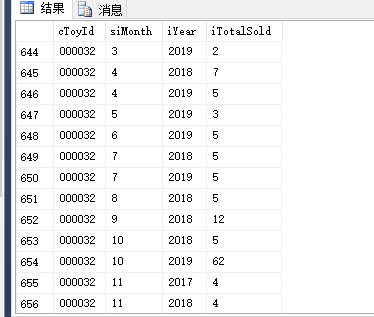 结果 消息
cToyId siMonth iYear iTotalSold
644 000032 3 2019 2
645 000032 4 2018 7
646 000032 4 2019 5
647 000032 5 2019 3
648 000032 6 2019 5
649 000032 7 2018 5
650 000032 7 2019 5
651 000032 8 2018 5
652 000032 9 2018 12
653 000032 10 2018 5
654 000032 10 2019 62
655 000032 11 2017 4
656 000032 11 2018 4